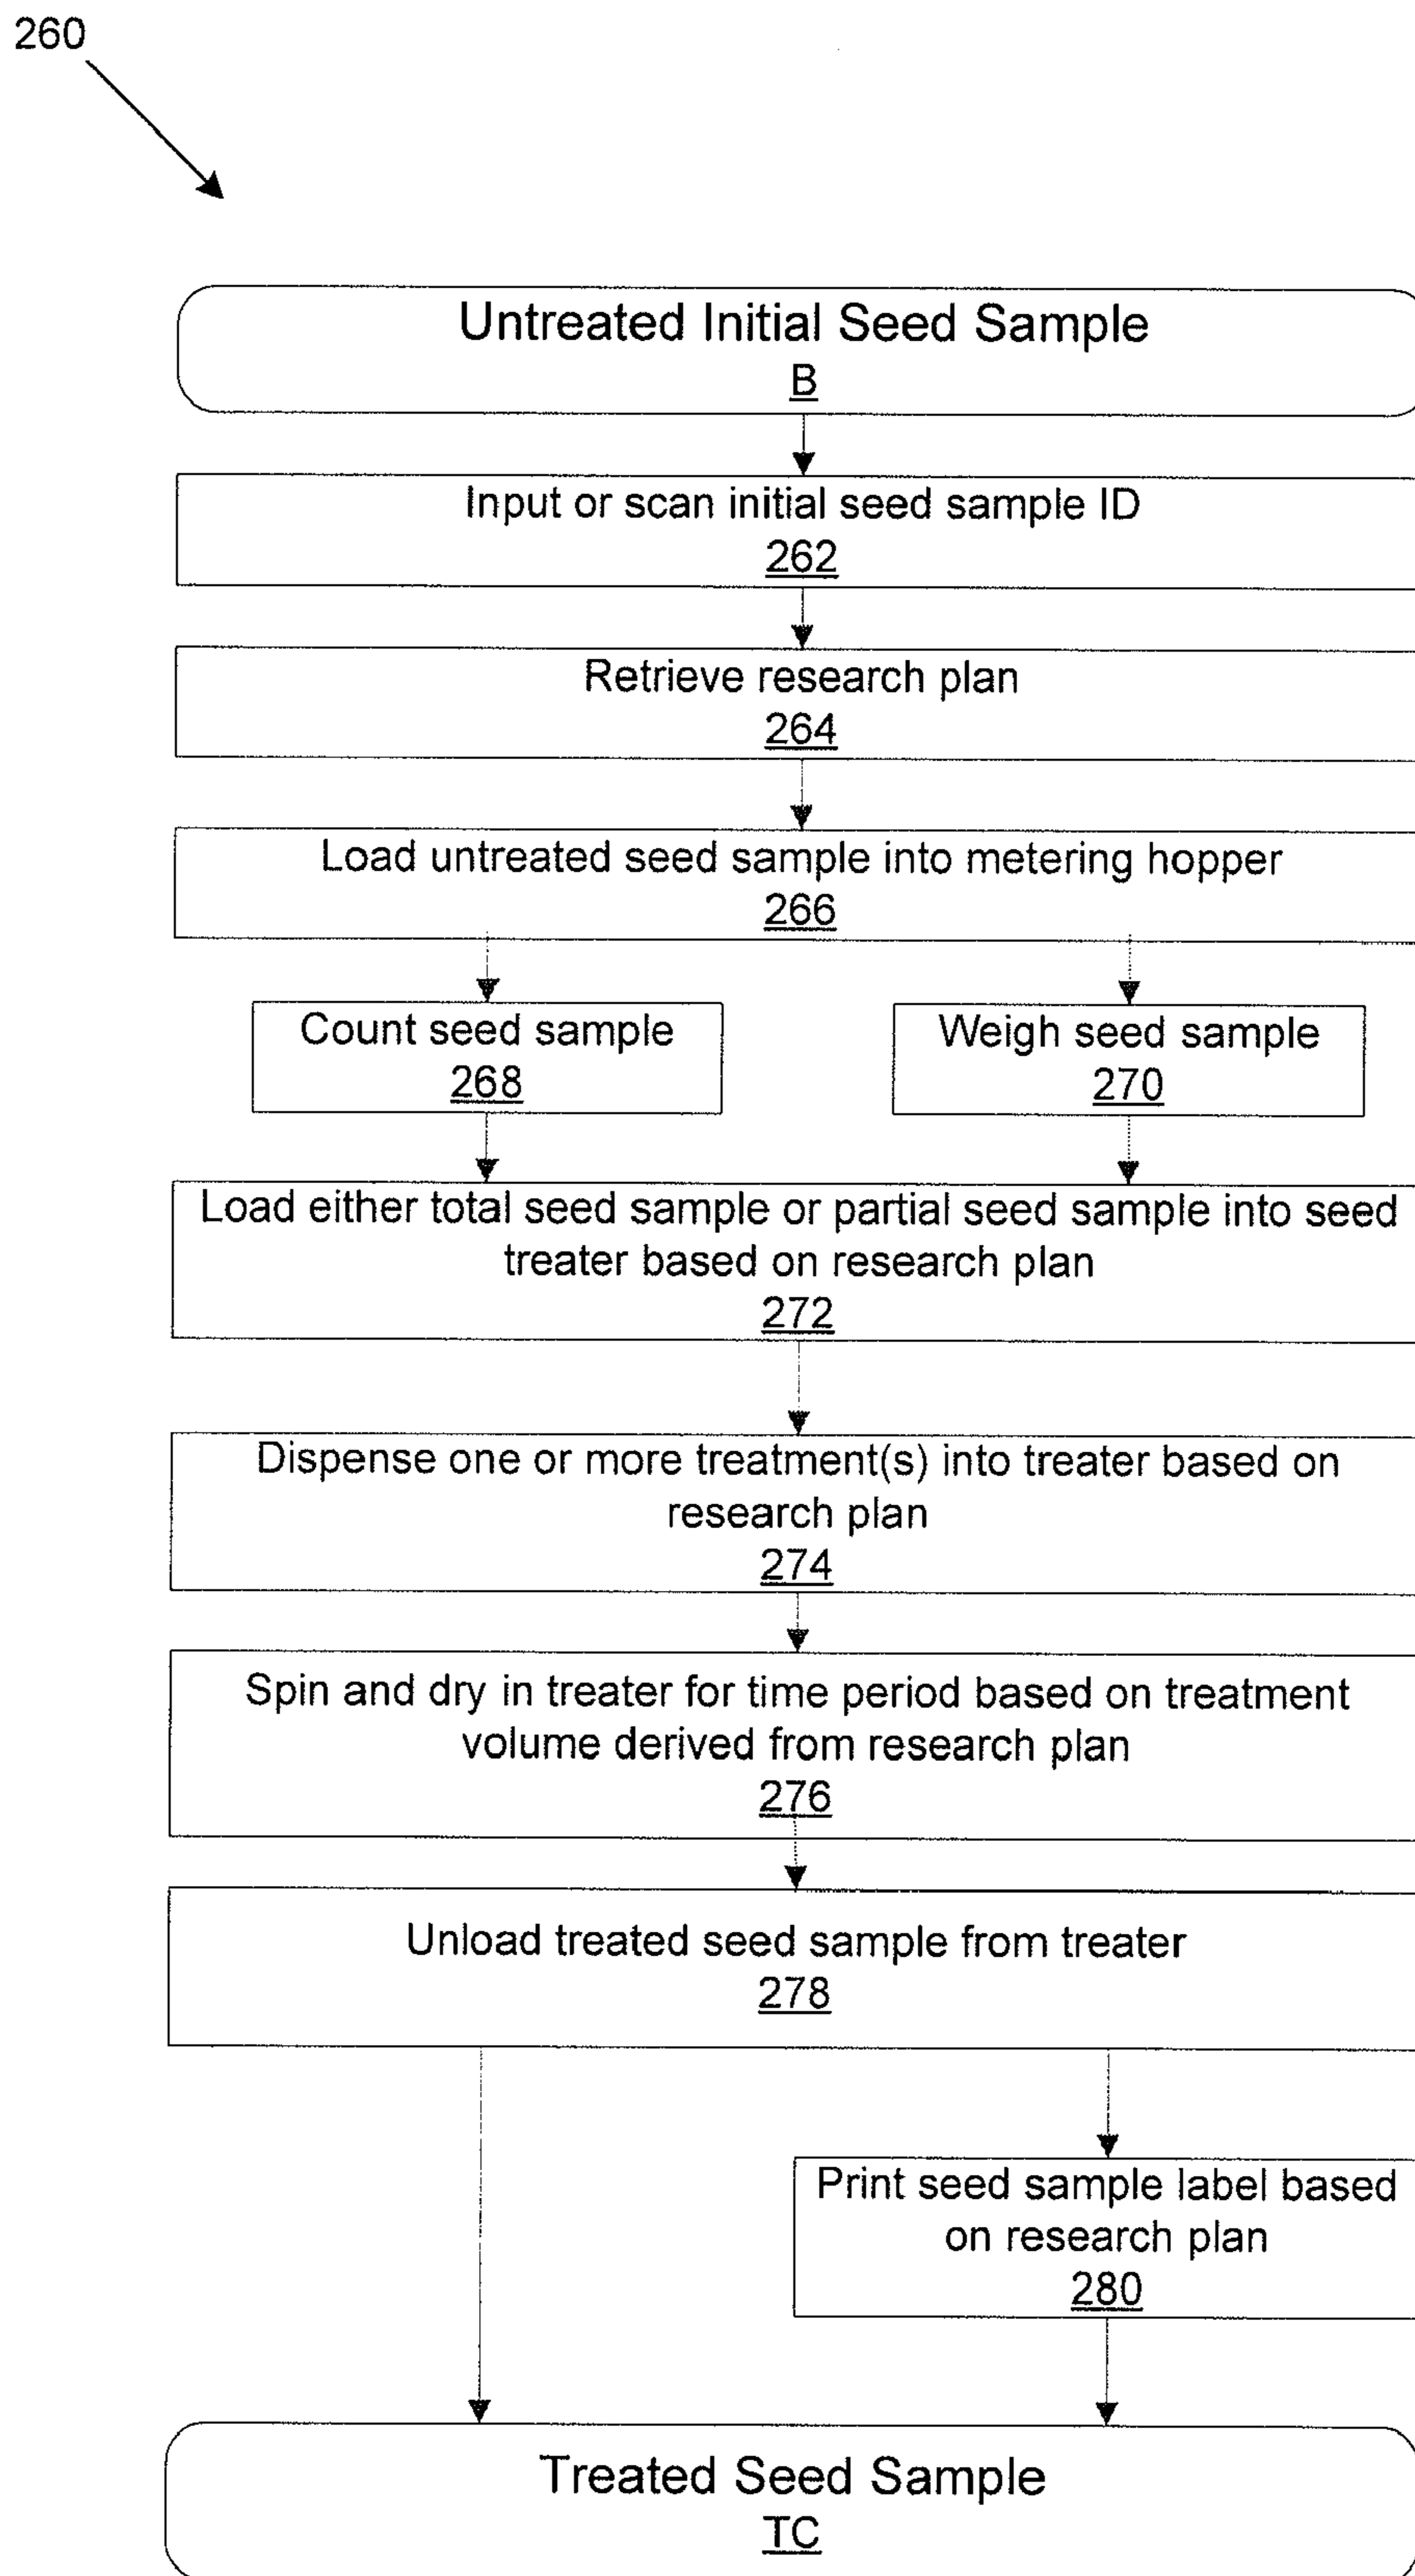 260
Untreated Initial Seed Sample
B
Input or scan initial seed sample ID
262
Retrieve research plan
264
Load untreated seed sample into metering hopper
266
Count seed sample
268
Weigh seed sample
270
Load either total seed sample or partial seed sample into seed
treater based on research plan
272
Dispense one or more treatment(s) into treater based on
research plan
274
Spin and dry in treater for time period based on treatment
volume derived from research plan
276
Unload treated seed sample from treater
278
Print seed sample label based
on research plan
280
Treated Seed Sample
TC